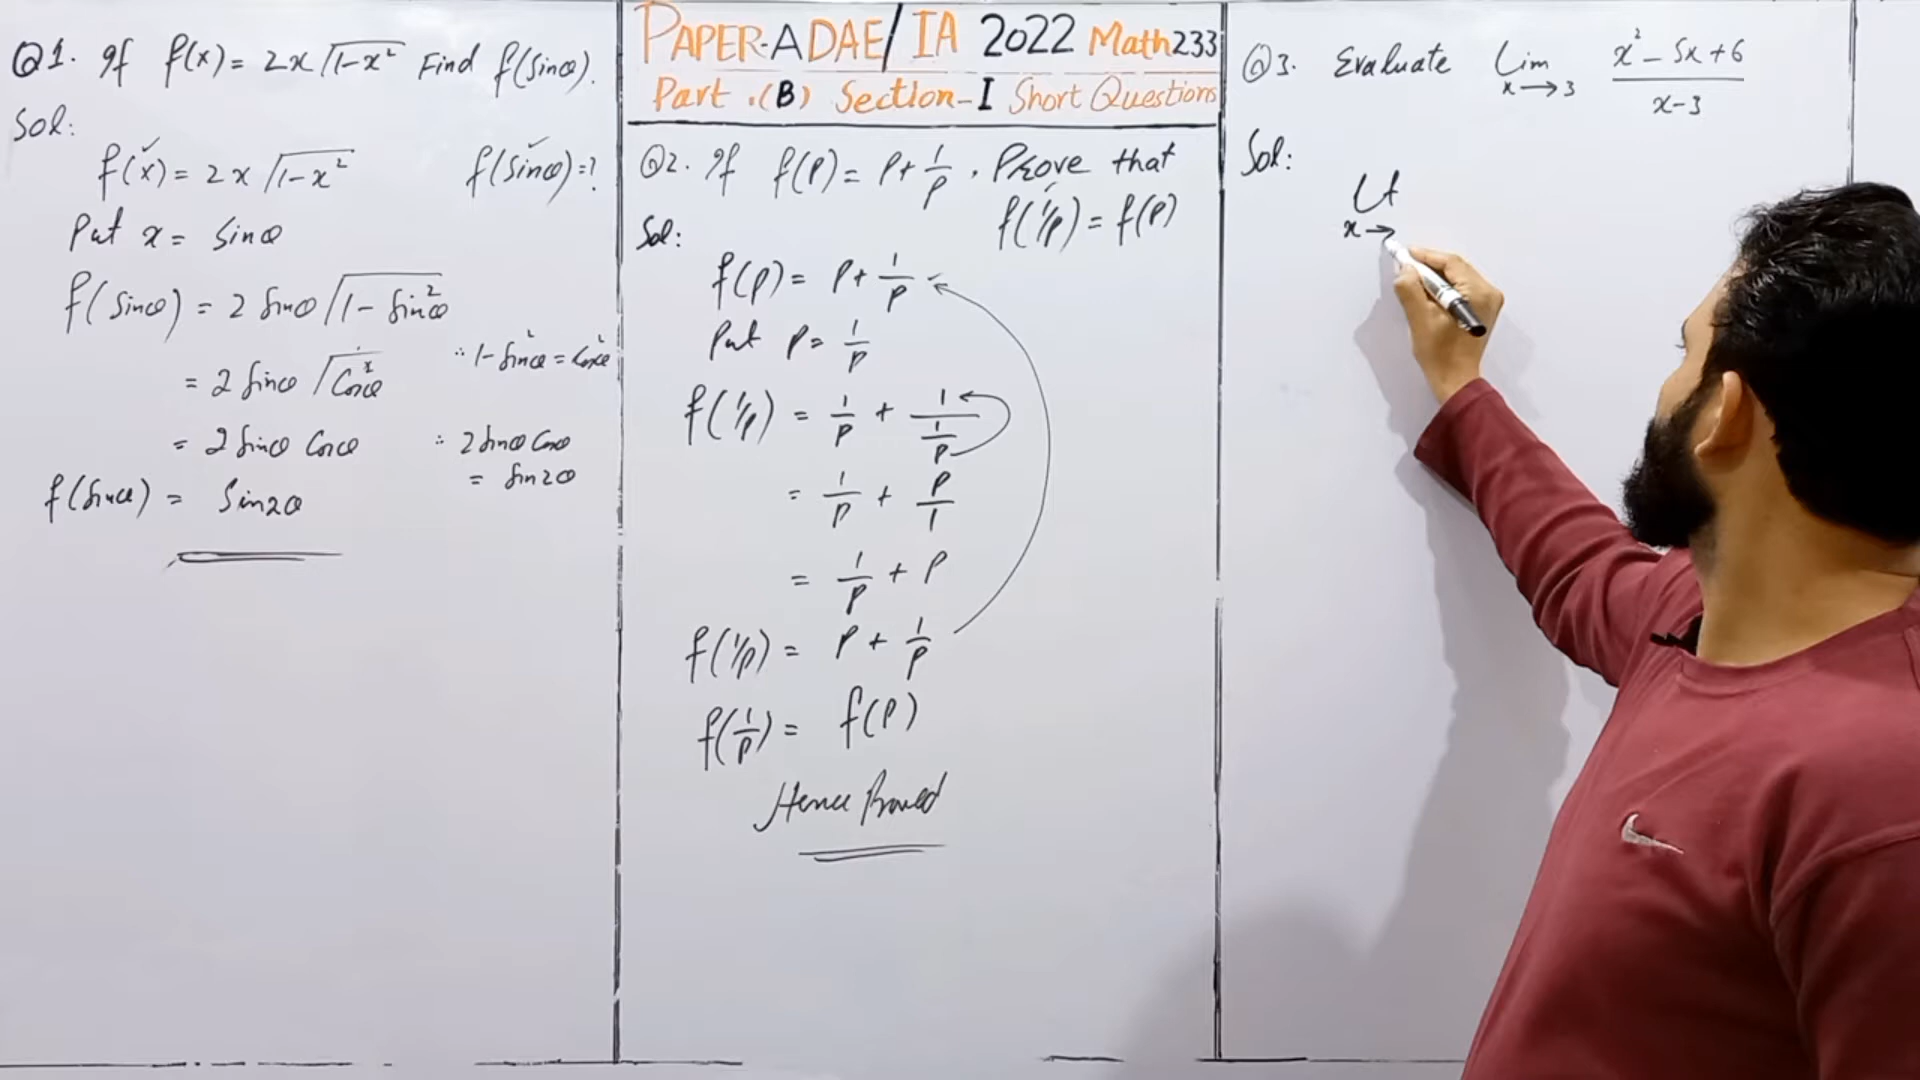 Q1. If f(x) = 2x √1-x² Find f(sinθ).
Sol:
f(x) = 2x √1-x² f(sinθ)=?
Put x = sinθ
f(sinθ) = 2 sinθ √1-sin²θ
= 2 sinθ √Cos²θ ∴ 1-sin²θ = Cos²θ
= 2 sinθ Cosθ ∴ 2 sinθ Cosθ
= sin2θ
f(sinθ) = Sin2θ
PAPER-A DAE/IA 2022 Math233
Part.(B) Section-I Short Questions
Q2. If f(P) = P+1/P. Prove that
f(1/P) = f(P)
Sol:
f(P) = P+1/P
Put P = 1/P
f(1/P) = 1/P + 1/(1/P)
= 1/P + P/1
= 1/P + P
f(1/P) = P + 1/P
f(1/P) = f(P)
Hence Proved
Q3. Evaluate Lim x→3 (x²-5x+6)/(x-3)
Sol:
Lt
x→